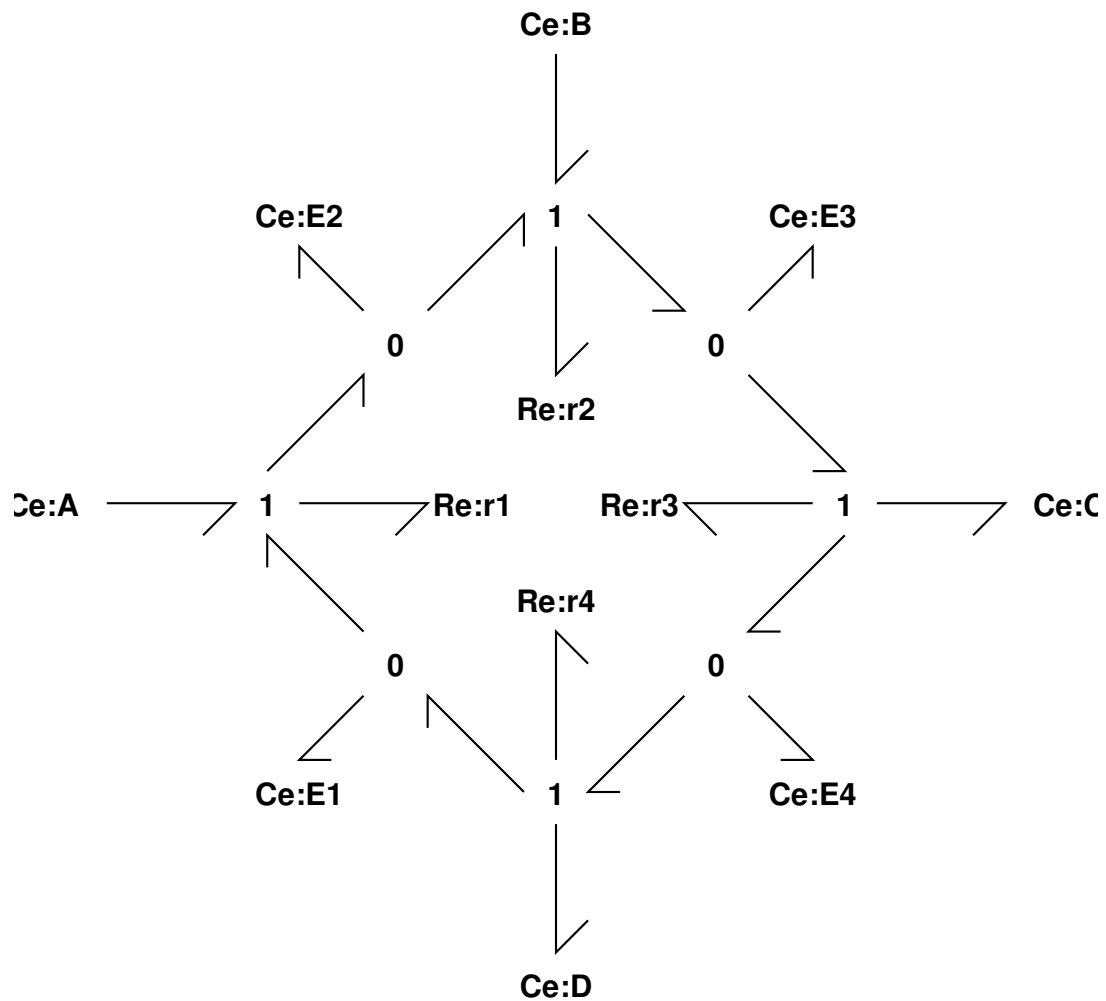 Ce:B
Ce:E2 1 Ce:E3
0 0
Re:r2
Ce:A 1 Re:r1 Re:r3 1 Ce:C
Re:r4
0 0
Ce:E1 1 Ce:E4
Ce:D